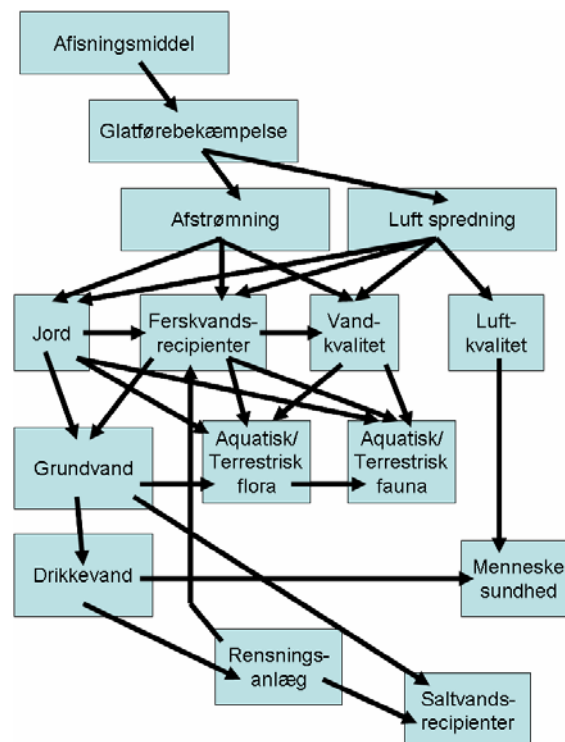 Afisningsmiddel
Glatførebekæmpelse
Afstrømning
Luft spredning
Jord
Ferskvands-
recipienter
Vand-
kvalitet
Luft-
kvalitet
Grundvand
Aquatisk/
Terrestrisk
flora
Aquatisk/
Terrestrisk
fauna
Drikkevand
Menneske
sundhed
Rensnings-
anlæg
Saltvands-
recipienter